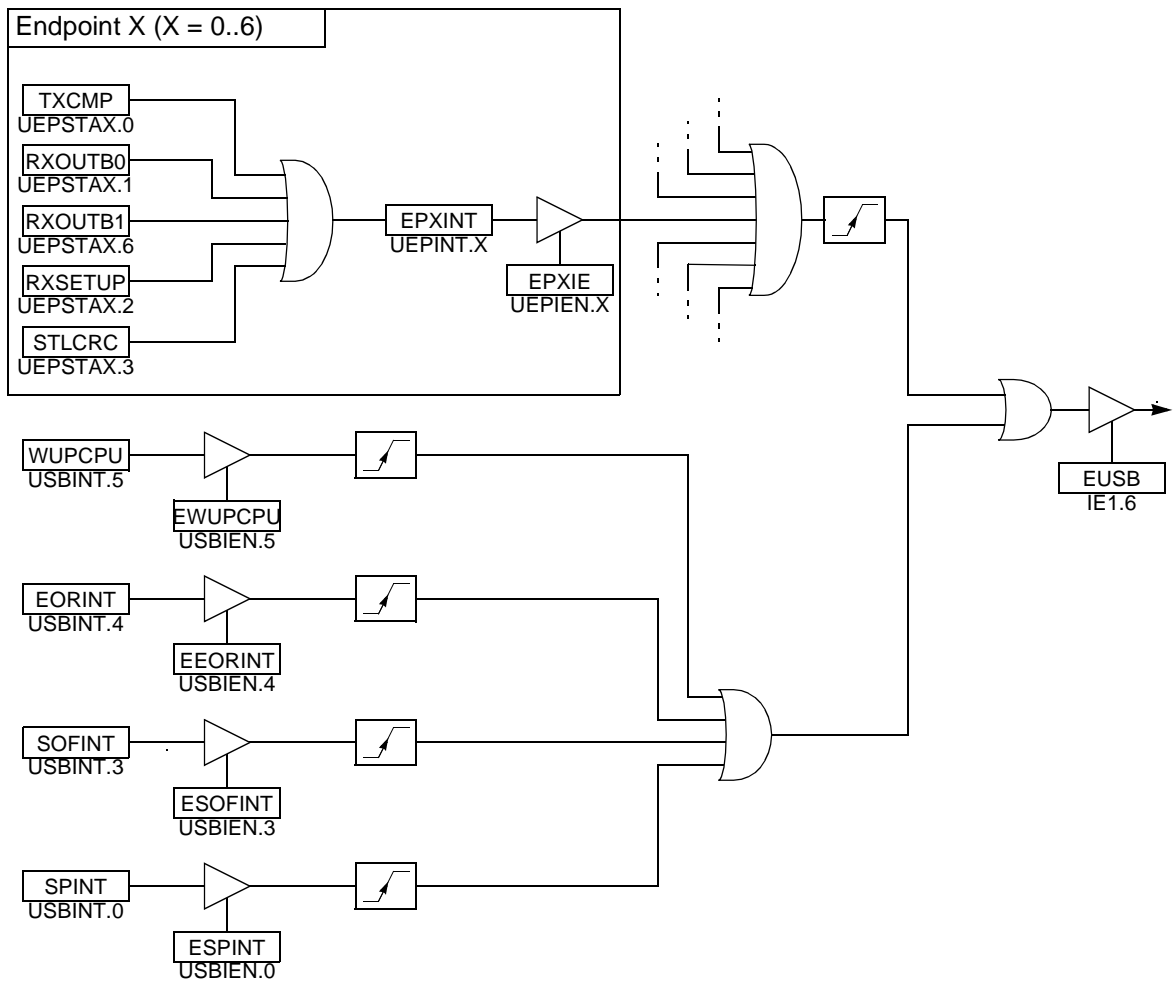 Endpoint X (X = 0..6)
TXCMP
UEPSTAX.0
RXOUTB0
UEPSTAX.1
RXOUTB1
UEPSTAX.6
RXSETUP
UEPSTAX.2
STLCRC
UEPSTAX.3
EPXINT
UEPINT.X
EPXIE
UEPIEN.X
WUPCPU
USBINT.5
EWUPCPU
USBIEN.5
EUSB
IE1.6
EORINT
USBINT.4
EEORINT
USBIEN.4
SOFINT
USBINT.3
ESOFINT
USBIEN.3
SPINT
USBINT.0
ESPINT
USBIEN.0